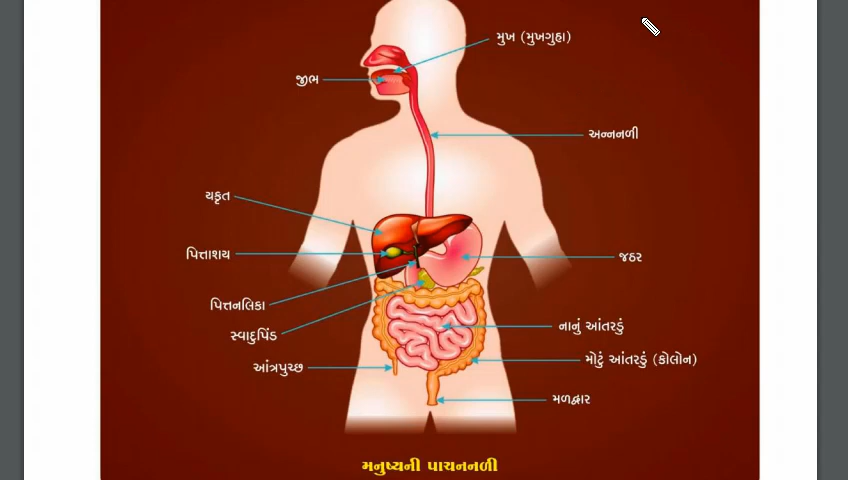 મુખ (મુખગુહા)
જીભ
અન્નનળી
યકૃત
પિત્તાશય
જઠર
પિત્તનલિકા
સ્વાદુપિંડ
નાનું આંતરડું
મોટું આંતરડું (કોલોન)
આંત્રપુચ્છ
મળદ્વાર
મનુષ્યની પાચનનળી